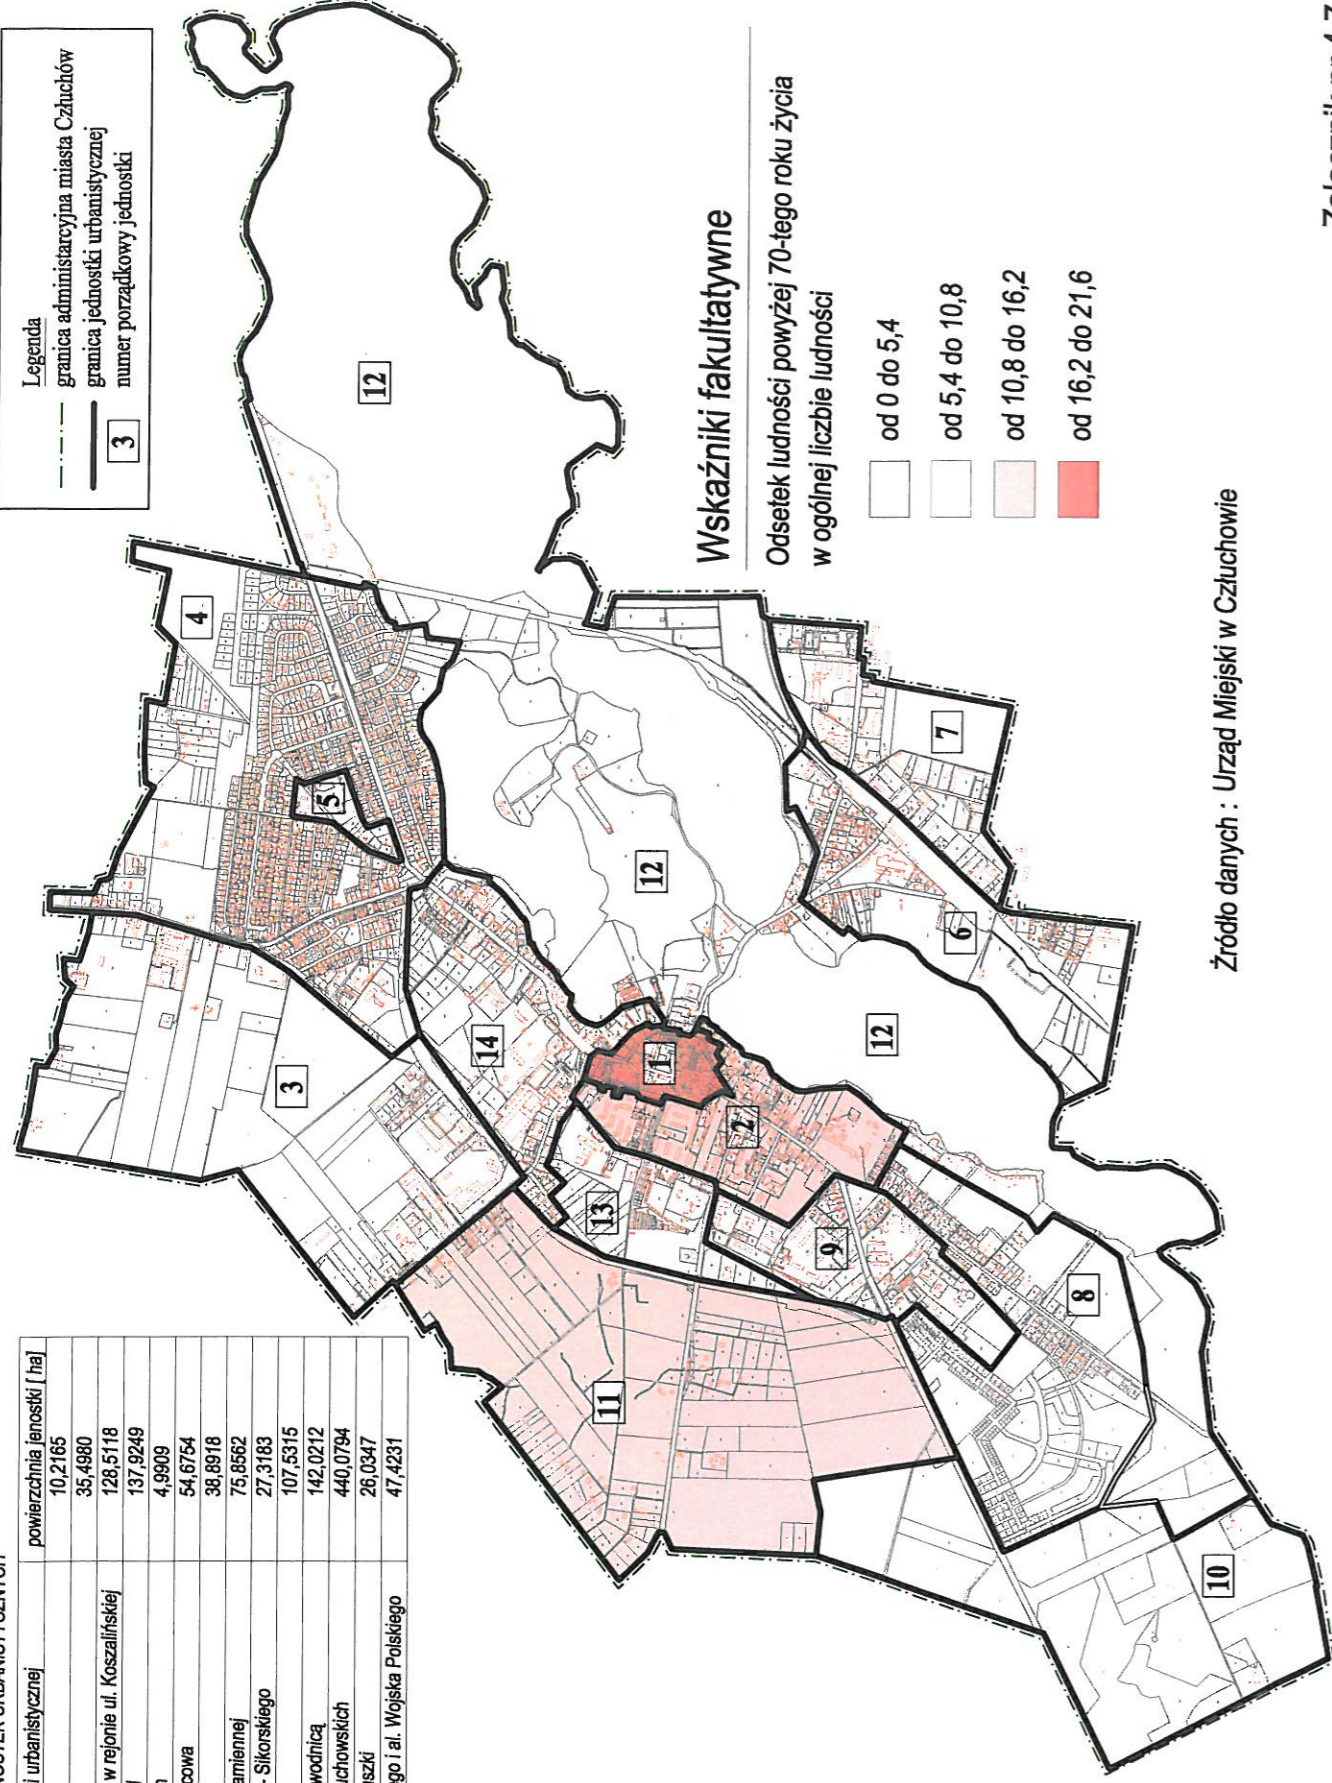 Legenda
granica administarcyjna miasta Człuchów
granica jednostki urbanistycznej
3 numer porządkowy jednostki
i urbanistycznej powierzchnia jenostki [ ha]
10,2165
35,4980
w rejonie ul. Koszalińskiej 128,5118
137,9249
4,9909
cowa 54,6754
38,8918
amiennej 75,8562
- Sikorskiego 27,3183
107,5315
wodnicą 142,0212
uchowskich 440,0794
uszki 26,0347
ego i al. Wojska Polskiego 47,4231
Wskaźniki fakultatywne
Odsetek ludności powyżej 70-tego roku życia
w ogólnej liczbie ludności
od 0 do 5,4
od 5,4 do 10,8
od 10,8 do 16,2
od 16,2 do 21,6
Źródło danych : Urząd Miejski w Człuchowie
12
4
5
3
14
12
7
6
1
12
2
13
9
8
11
10